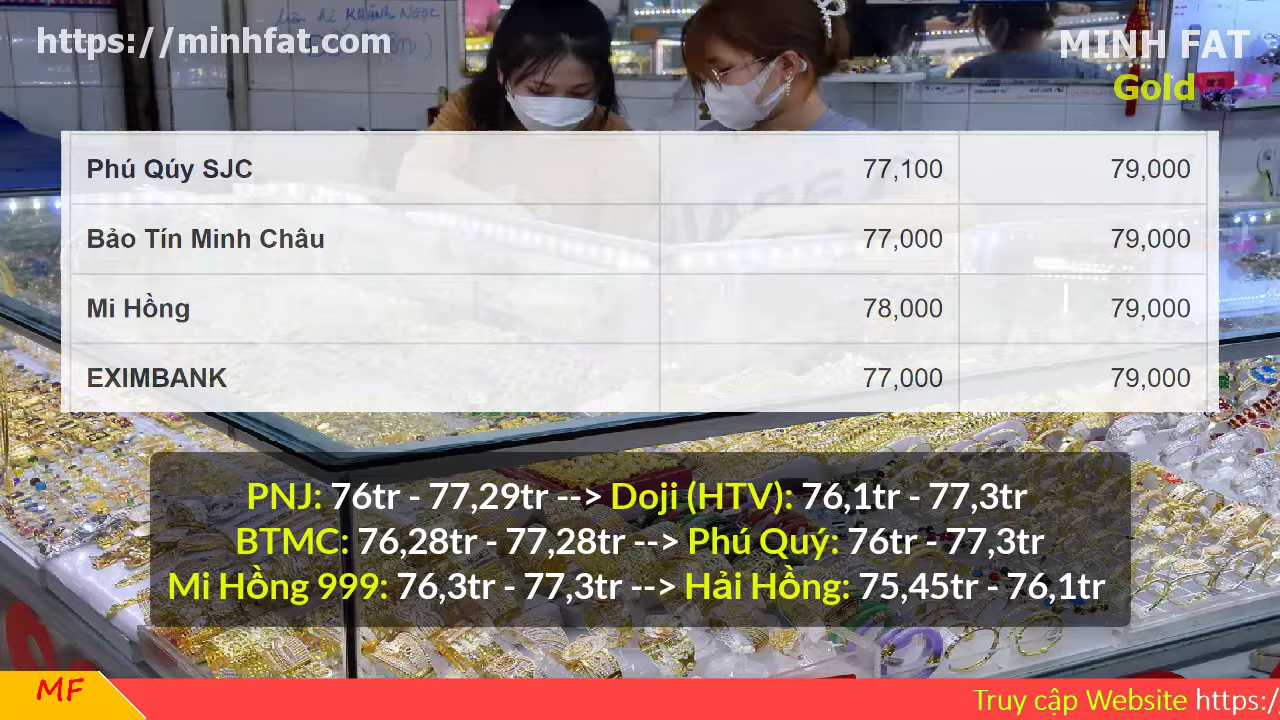 https://minhfat.com
MINH FAT
Gold
KHÁNH NGỌC
Phú Qúy SJC 77,100 79,000
Bảo Tín Minh Châu 77,000 79,000
Mi Hồng 78,000 79,000
EXIMBANK 77,000 79,000
PNJ: 76tr - 77,29tr --> Doji (HTV): 76,1tr - 77,3tr
BTMC: 76,28tr - 77,28tr --> Phú Quý: 76tr - 77,3tr
Mi Hồng 999: 76,3tr - 77,3tr --> Hải Hồng: 75,45tr - 76,1tr
MF
Truy cập Website https:/